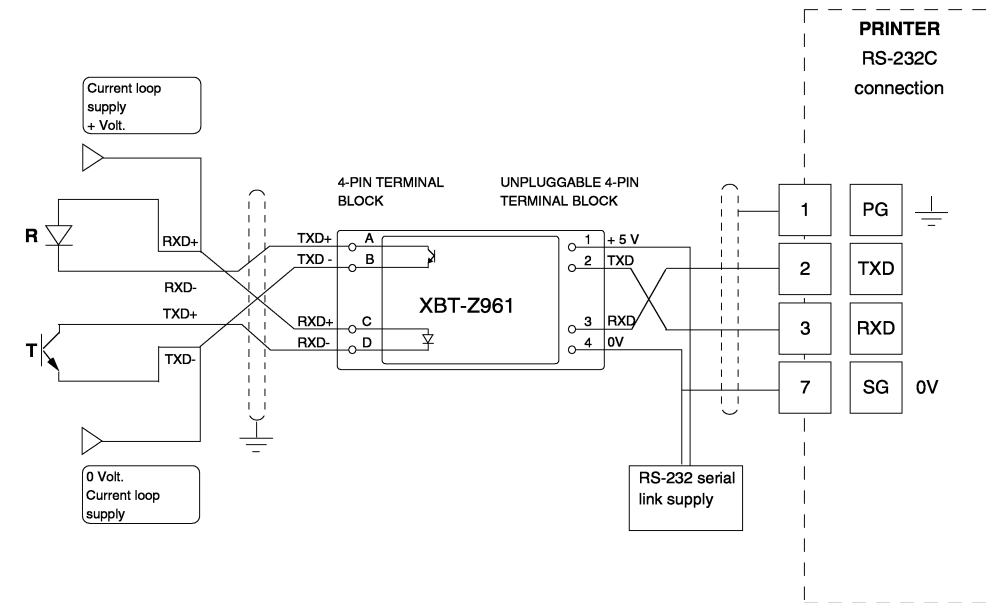 PRINTER
RS-232C
connection
Current loop
supply
+ Volt.
4-PIN TERMINAL
BLOCK
UNPLUGGABLE 4-PIN
TERMINAL BLOCK
1
PG
R
RXD+
TXD+
A
1
+ 5 V
TXD -
B
2
TXD
2
TXD
RXD-
XBT-Z961
TXD+
RXD+
C
3
RXD
3
RXD
T
TXD-
RXD-
D
4
0V
7
SG
0V
0 Volt.
Current loop
supply
RS-232 serial
link supply